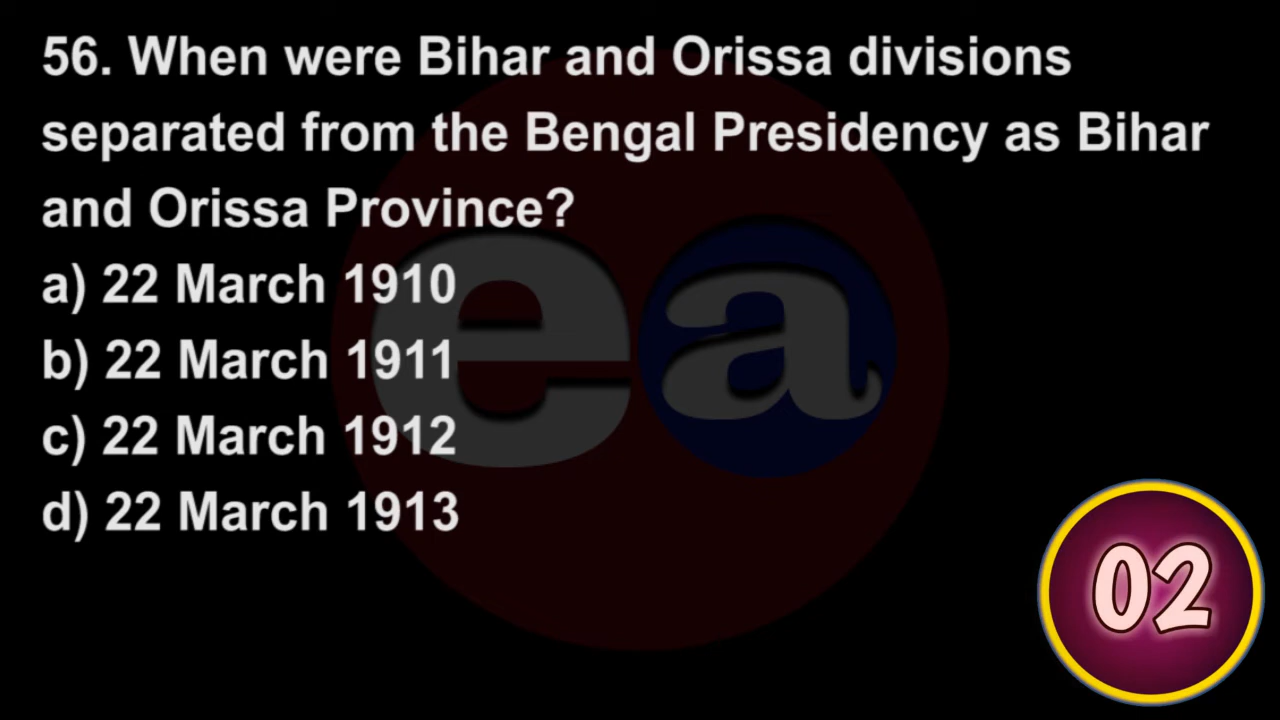 56. When were Bihar and Orissa divisions
separated from the Bengal Presidency as Bihar
and Orissa Province?
a) 22 March 1910
b) 22 March 1911
c) 22 March 1912
d) 22 March 1913
ea
02